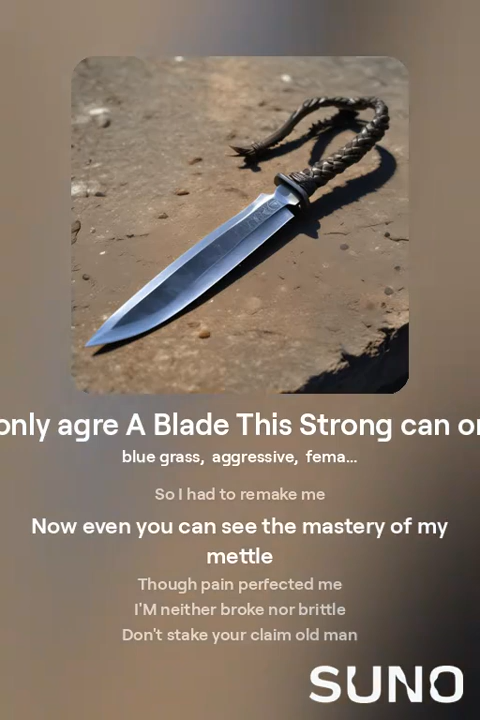 only agre A Blade This Strong can or
blue grass, aggressive, fema...
So I had to remake me
Now even you can see the mastery of my
mettle
Though pain perfected me
I'M neither broke nor brittle
Don't stake your claim old man
SUNO